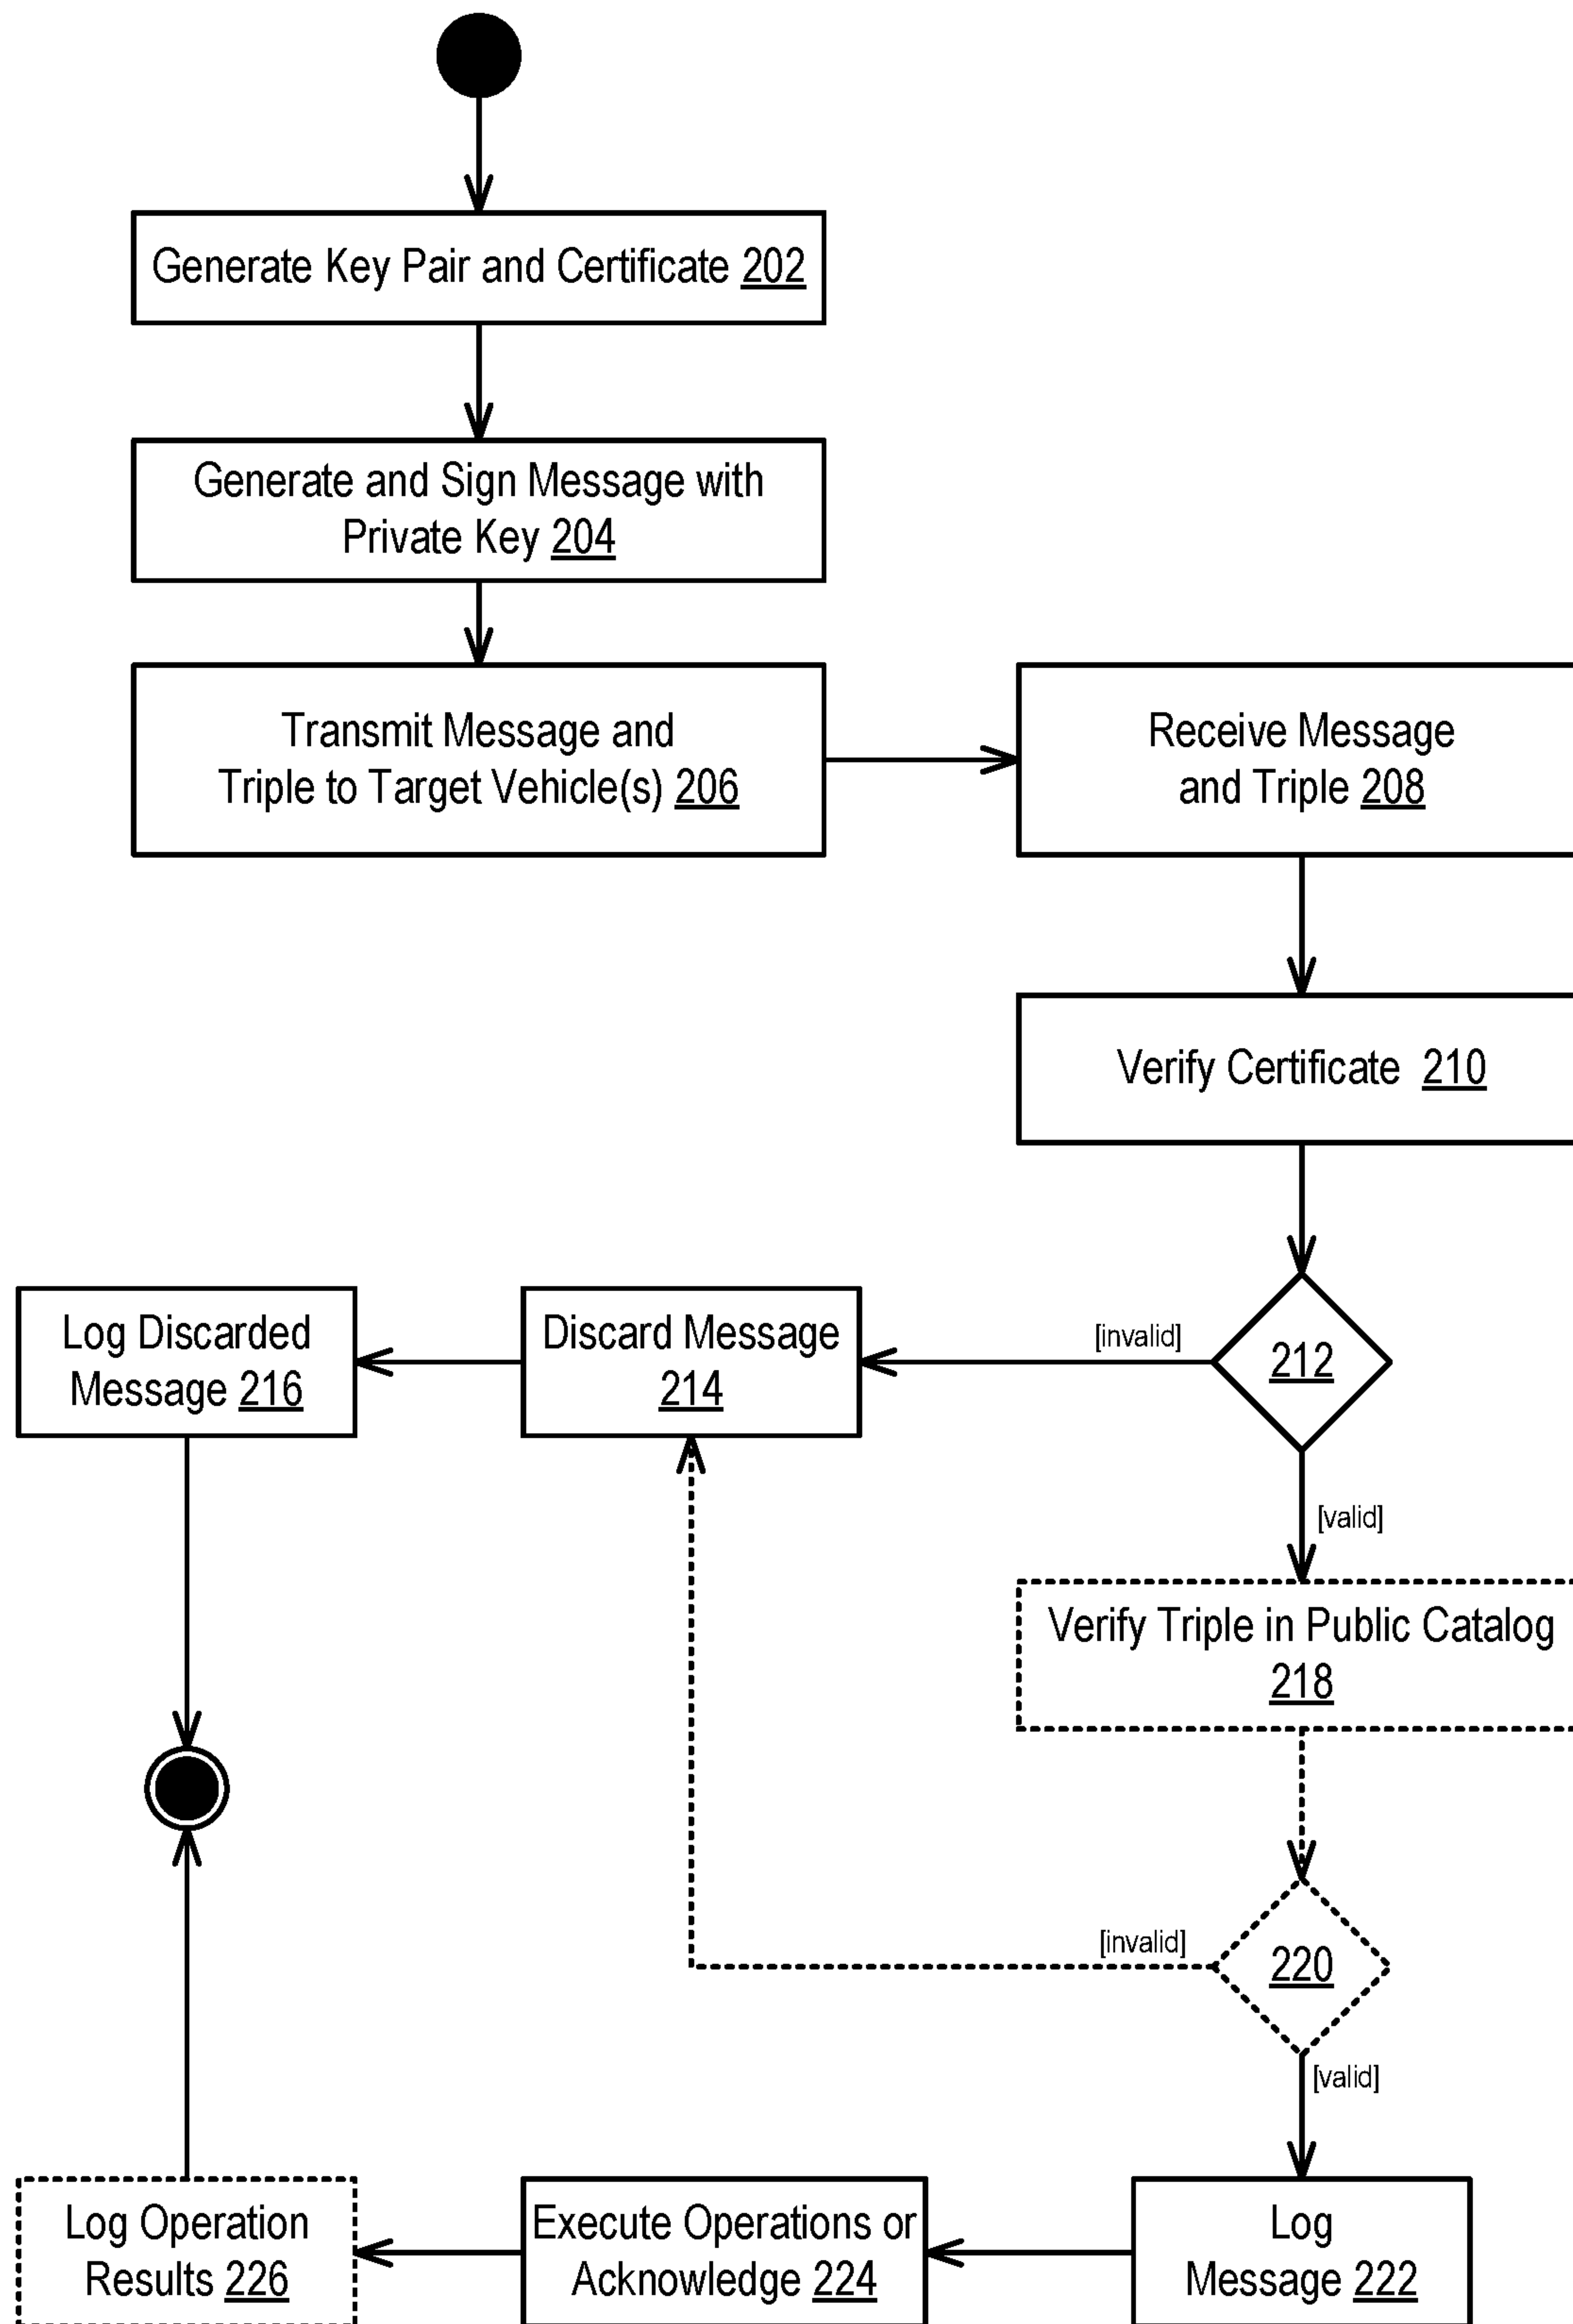 Generate Key Pair and Certificate 202
Generate and Sign Message with
Private Key 204
Transmit Message and
Triple to Target Vehicle(s) 206
Receive Message
and Triple 208
Verify Certificate 210
212
[invalid]
Discard Message
214
Log Discarded
Message 216
[valid]
Verify Triple in Public Catalog
218
220
[invalid]
[valid]
Log
Message 222
Execute Operations or
Acknowledge 224
Log Operation
Results 226